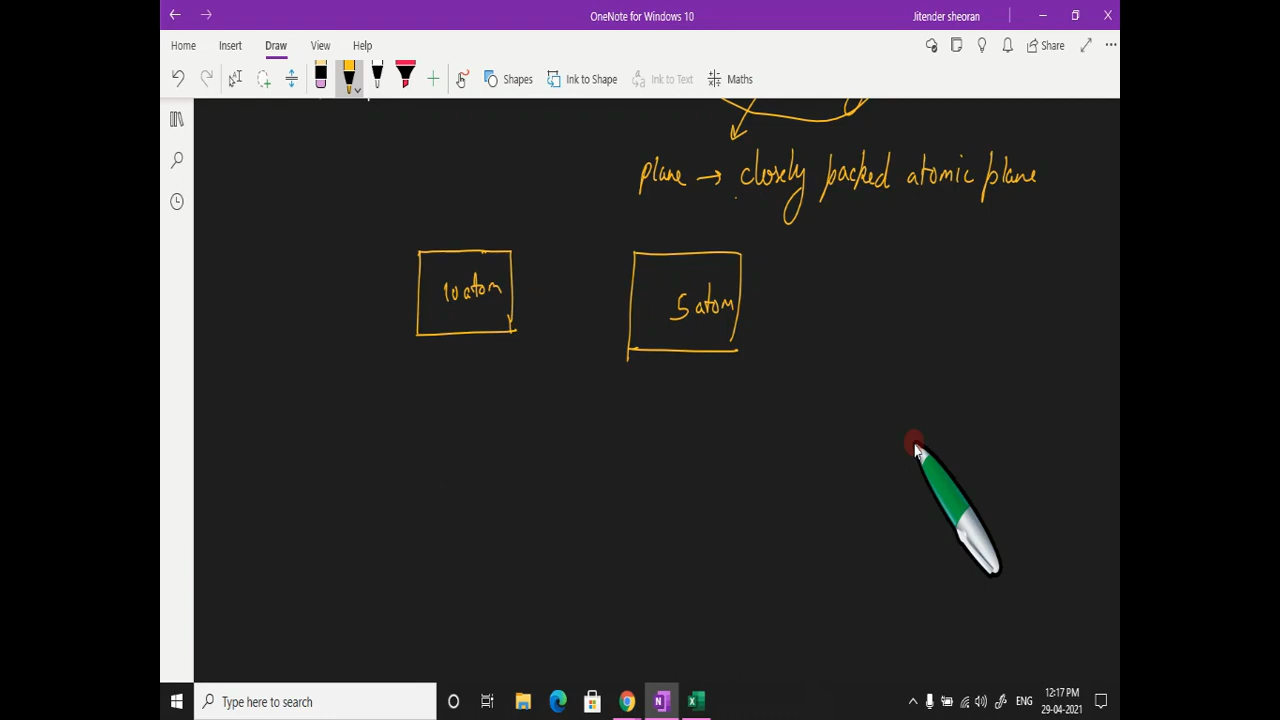 OneNote for Windows 10
Jitender sheoran
Home Insert Draw View Help
Share
Shapes Ink to Shape Ink to Text Maths
plane → closely packed atomic plane
10 atom
5 atom
Type here to search
ENG
12:17 PM
29-04-2021